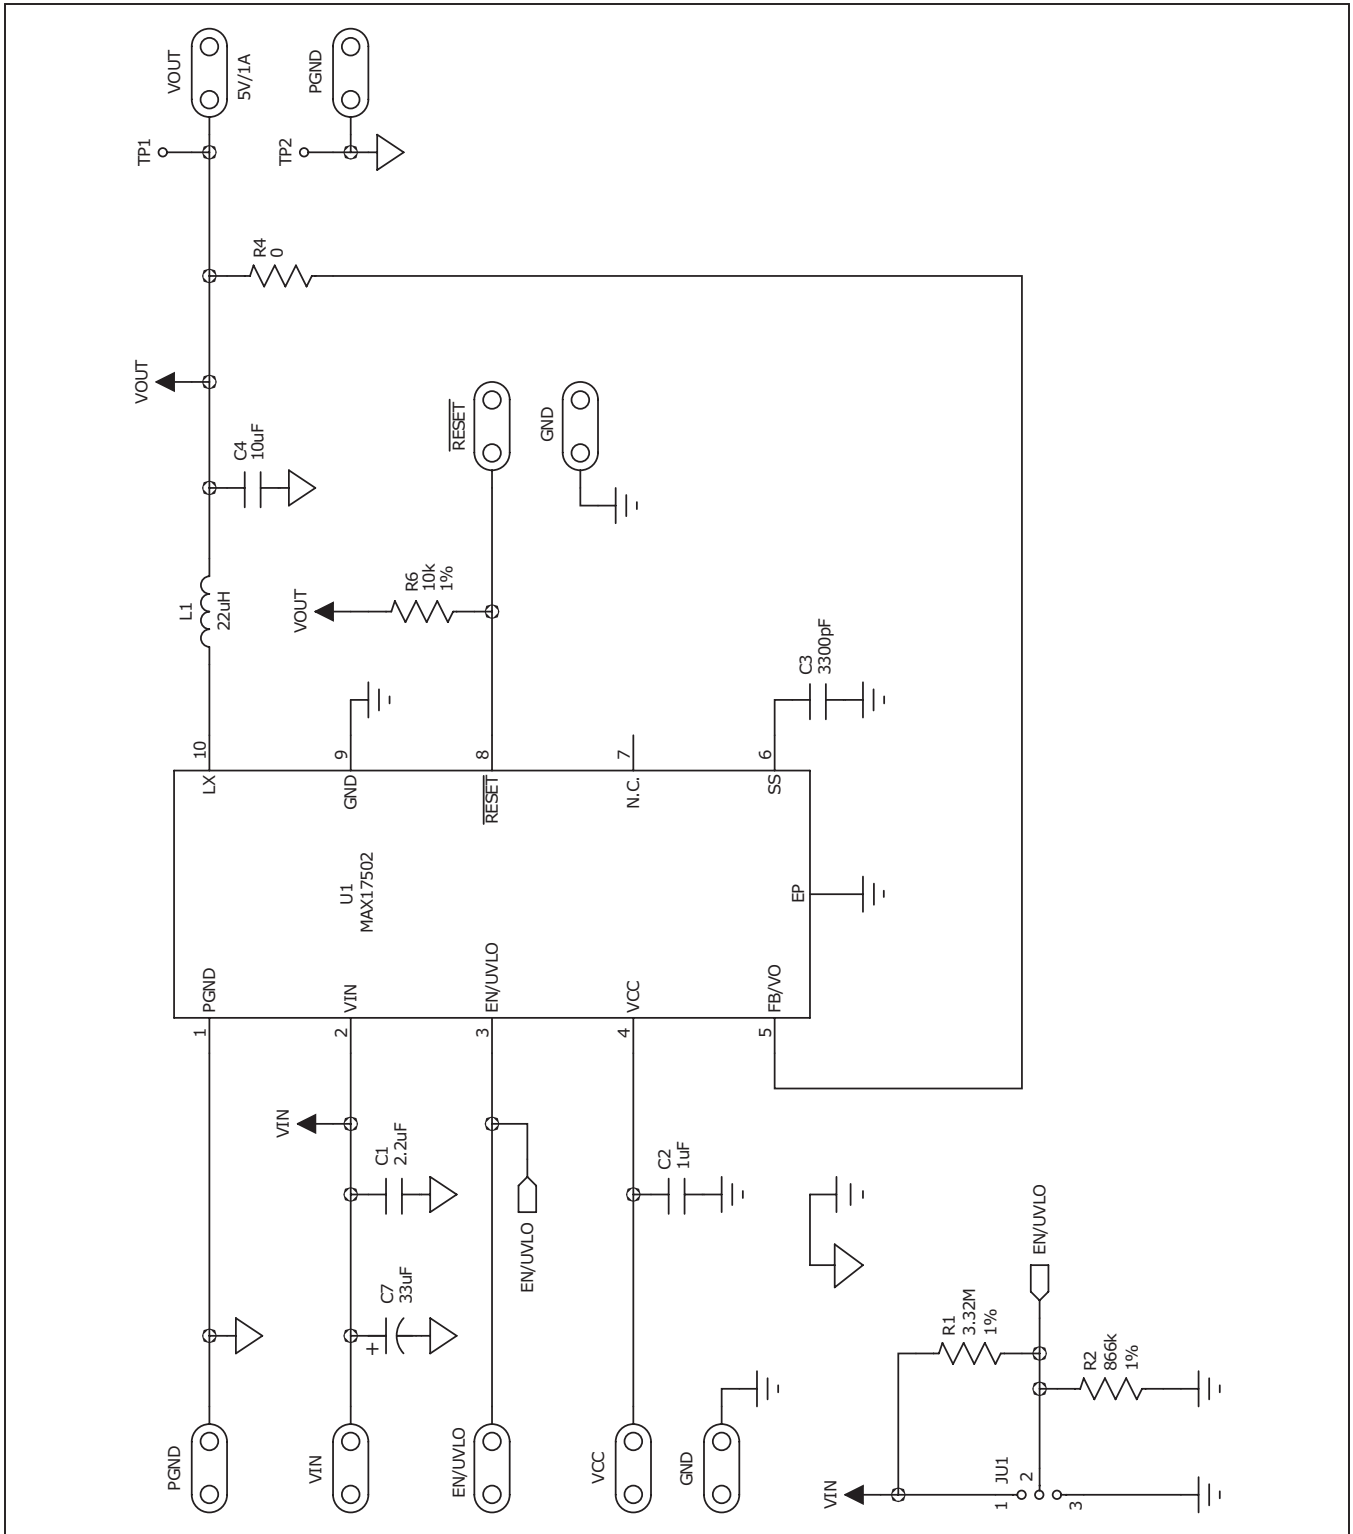 VOUT
5V/1A
PGND
TP1
TP2
R4
0
VOUT
C4
10uF
RESET
GND
L1
22uH
VOUT
R6
10k
1%
C3
3300pF
10
9
8
7
6
LX
GND
RESET
N.C.
SS
U1
MAX17502
EP
PGND
VIN
EN/UVLO
VCC
FB/VO
1
2
3
4
5
VIN
C1
2.2uF
C2
1uF
EN/UVLO
C7
33uF
+
PGND
VIN
EN/UVLO
VCC
GND
EN/UVLO
R1
3.32M
1%
R2
866k
1%
VIN
JU1
1
2
3